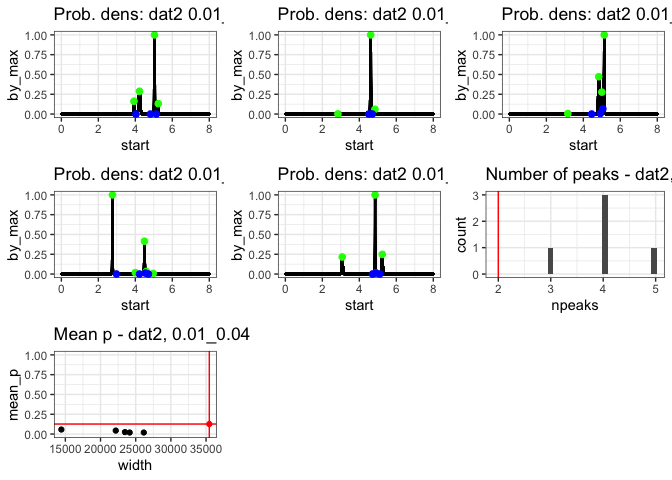 Prob. dens: dat2 0.01_
Prob. dens: dat2 0.01_
Prob. dens: dat2 0.01_
by_max
1.00
0.75
0.50
0.25
0.00
0 2 4 6 8
start
by_max
1.00
0.75
0.50
0.25
0.00
0 2 4 6 8
start
by_max
1.00
0.75
0.50
0.25
0.00
0 2 4 6 8
start
Prob. dens: dat2 0.01_
Prob. dens: dat2 0.01_
Number of peaks - dat2,
by_max
1.00
0.75
0.50
0.25
0.00
0 2 4 6 8
start
by_max
1.00
0.75
0.50
0.25
0.00
0 2 4 6 8
start
count
3
2
1
0
2 3 4 5
npeaks
Mean p - dat2, 0.01_0.04
mean_p
1.00
0.75
0.50
0.25
0.00
15000 20000 25000 30000 35000
width